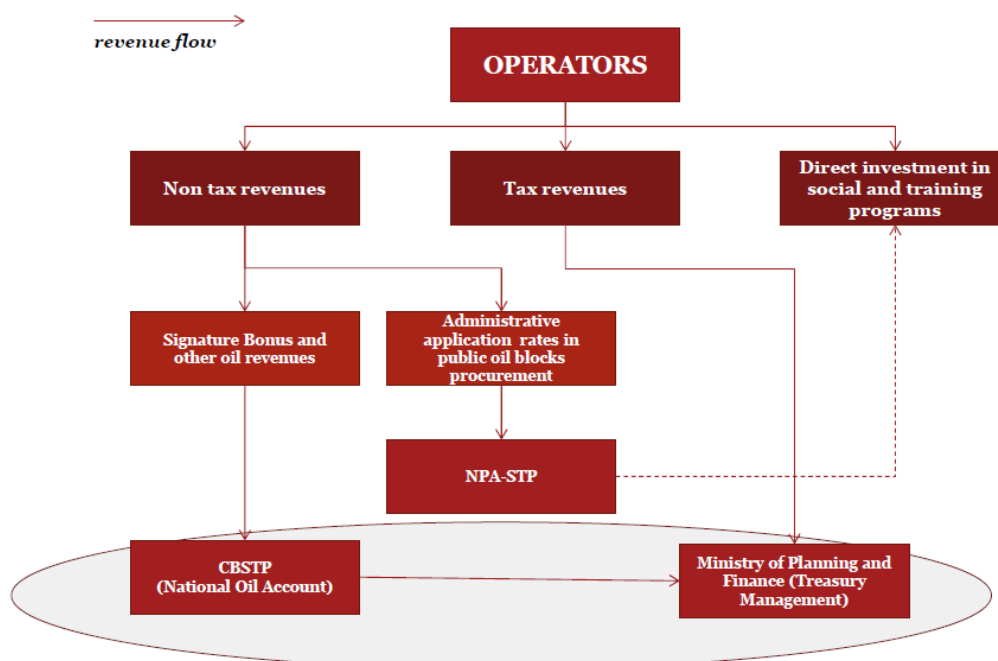 revenue flow
OPERATORS
Non tax revenues
Tax revenues
Direct investment in
social and training
programs
Signature Bonus and
other oil revenues
Administrative
application rates in
public oil blocks
procurement
NPA-STP
CBSTP
(National Oil Account)
Ministry of Planning and
Finance (Treasury
Management)